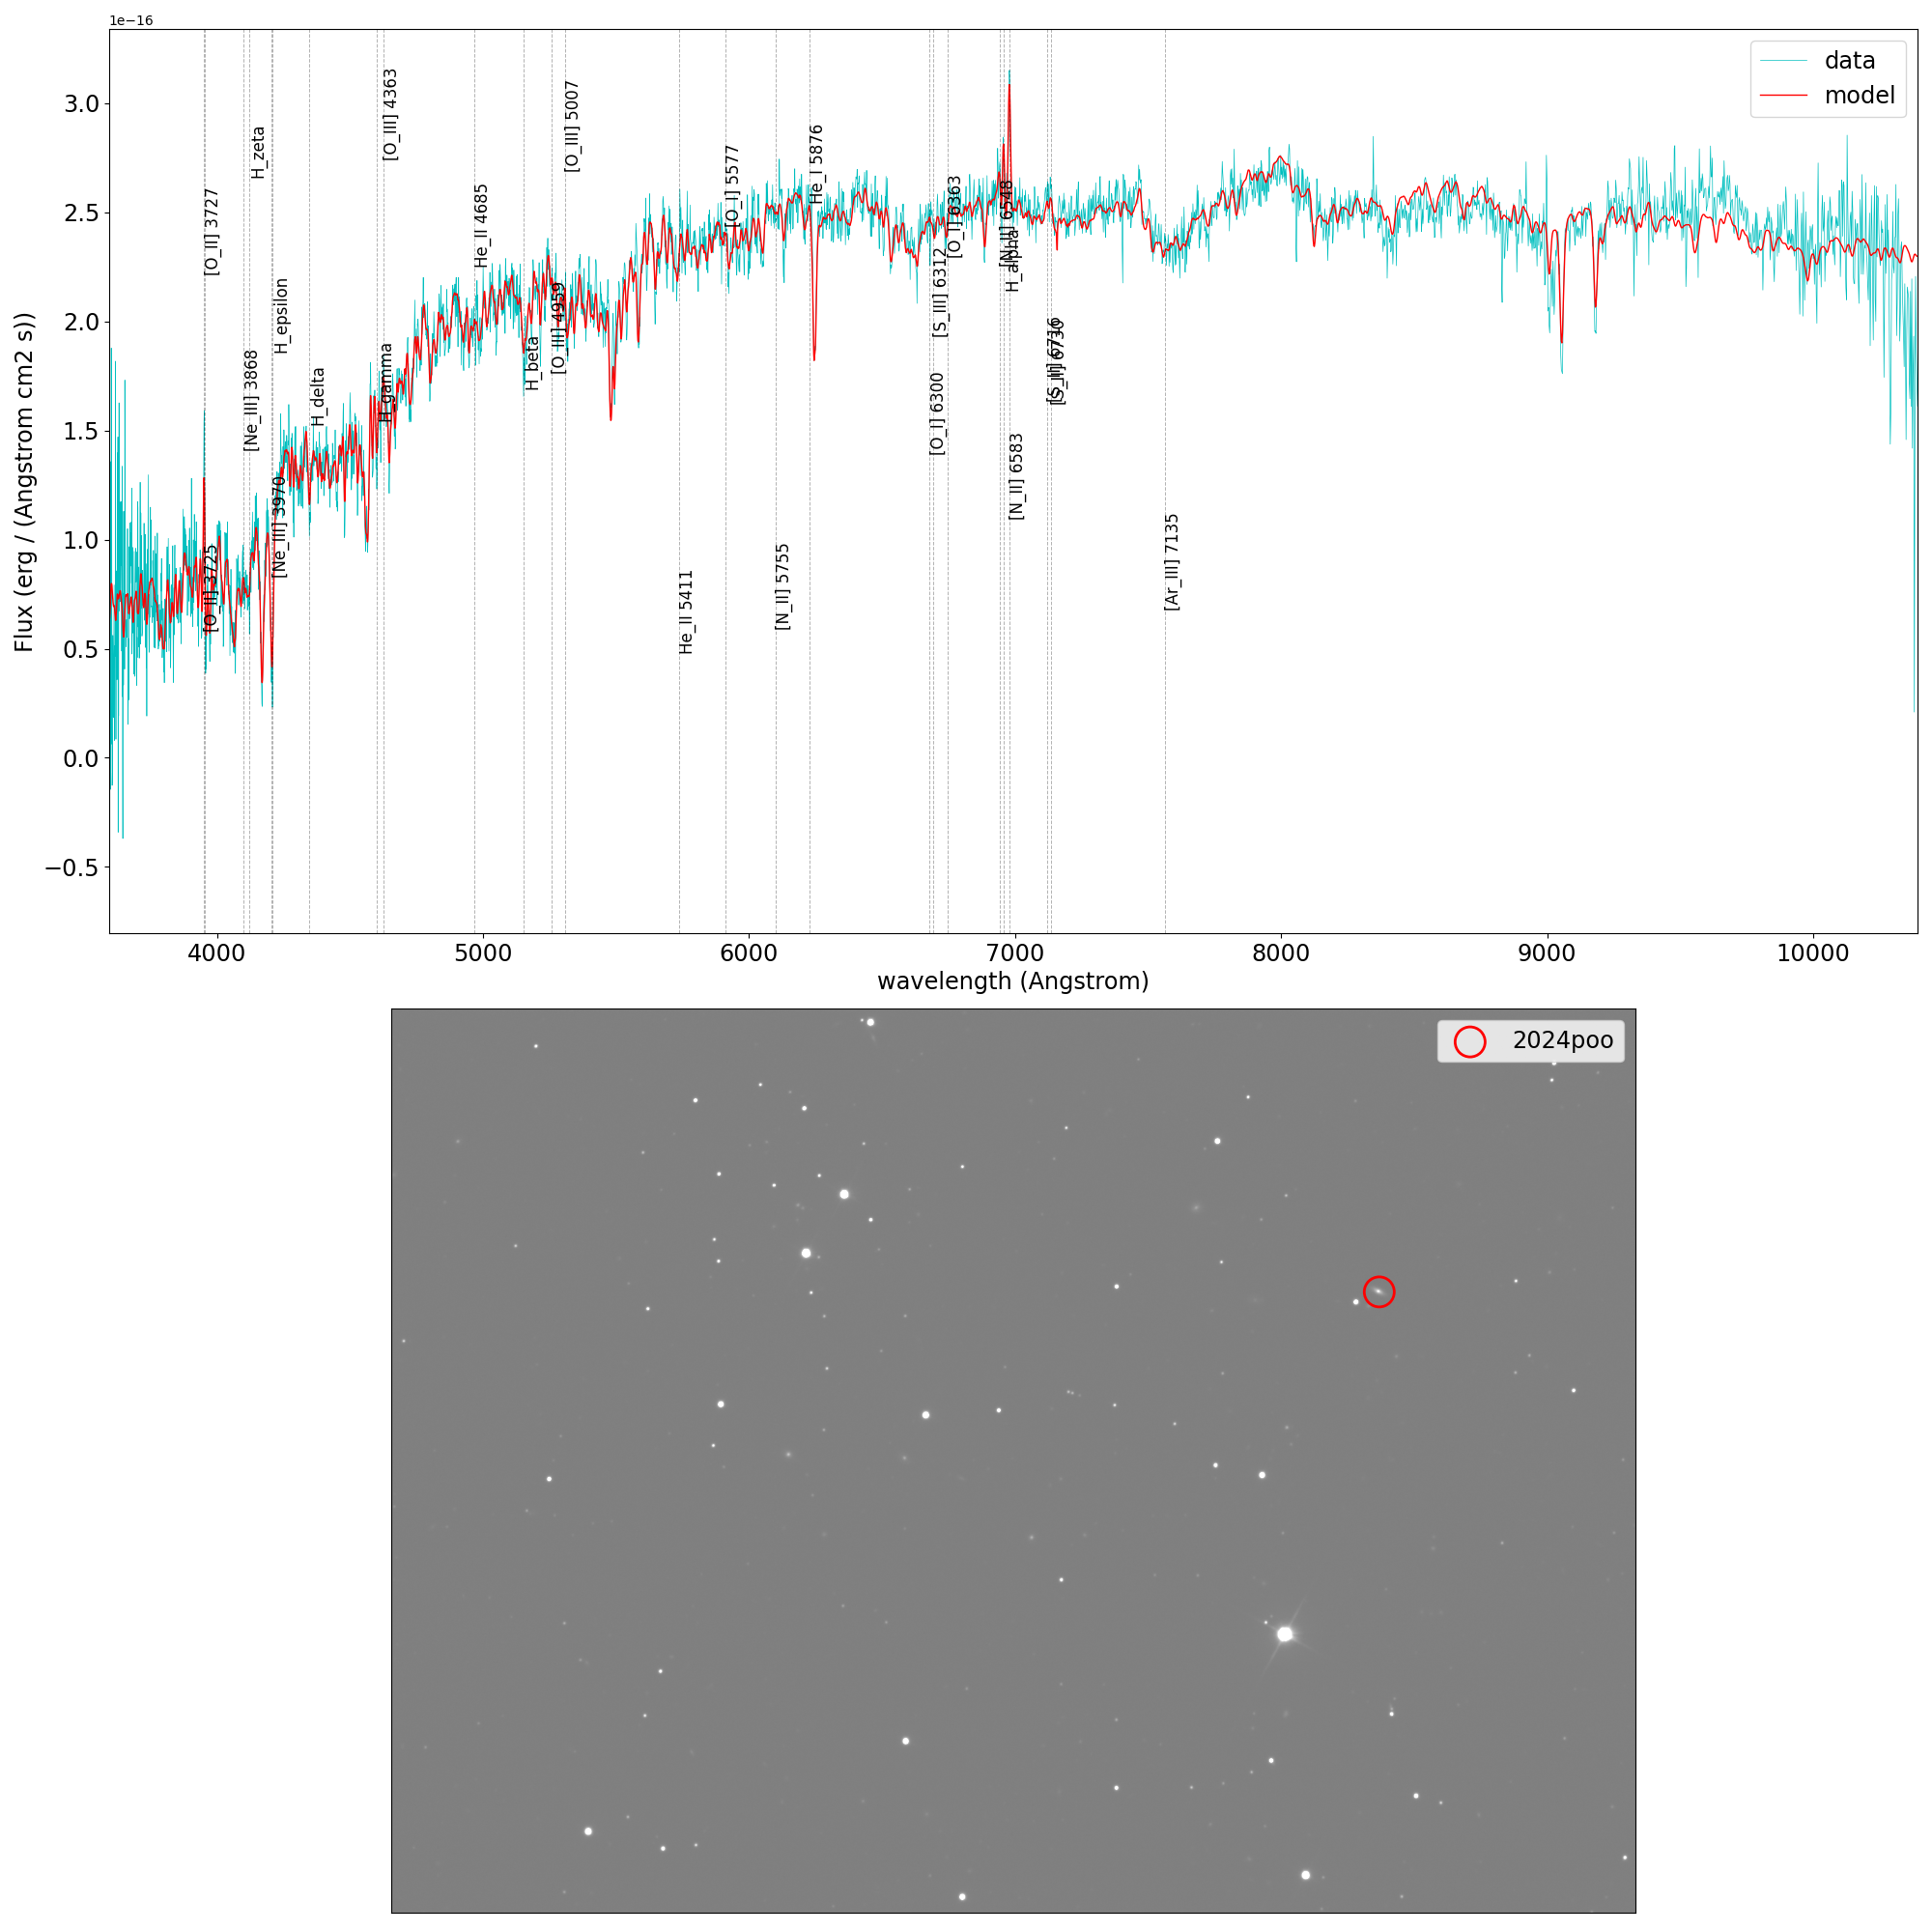 1e−16
data
model
[O_II] 3727
[O_II] 3725
[Ne_III] 3868
H_zeta
H_epsilon
[Ne_III] 3970
H_delta
H_gamma
[O_III] 4363
He_II 4685
H_beta
[O_III] 4959
[O_III] 5007
He_II 5411
[O_I] 5577
[N_II] 5755
He_I 5876
[O_I] 6300
[S_III] 6312
[O_I] 6363
[N_II] 6548
H_alpha
[N_II] 6583
[S_II] 6716
[S_II] 6730
[Ar_III] 7135
3.0
2.5
2.0
1.5
1.0
0.5
0.0
−0.5
Flux (erg / (Angstrom cm2 s))
4000 5000 6000 7000 8000 9000 10000
wavelength (Angstrom)
2024poo